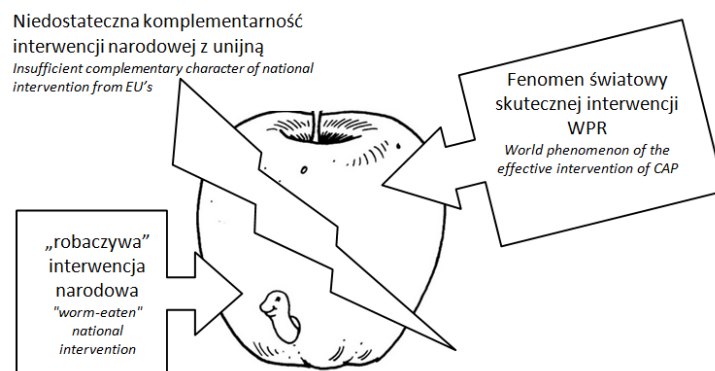 Niedostateczna komplementarność
interwencji narodowej z unijną
Insufficient complementary character of national
intervention from EU's
Fenomen światowy
skutecznej interwencji
WPR
World phenomenon of the
effective intervention of CAP
„robaczywa”
interwencja
narodowa
"worm-eaten"
national
intervention